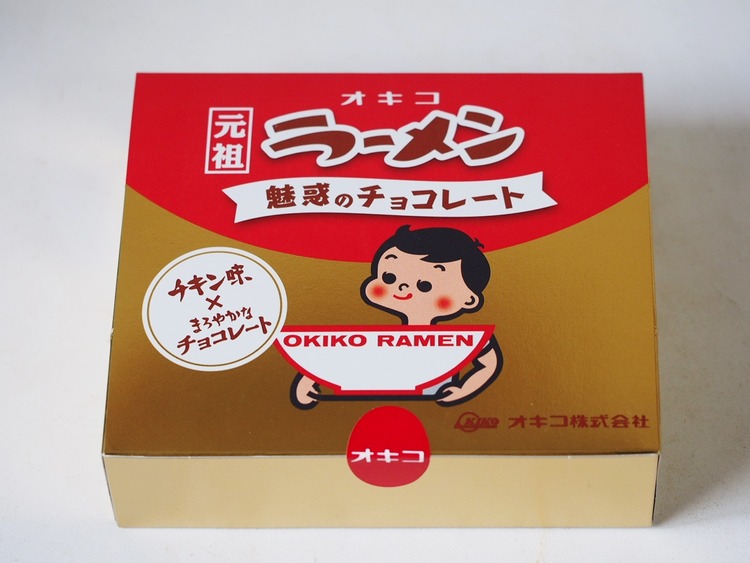 オキコ
元祖
ラーメン
魅惑のチョコレート
チキン味
×
まろやかな
チョコレート
OKIKO RAMEN
OKIKO オキコ株式会社
オキコ